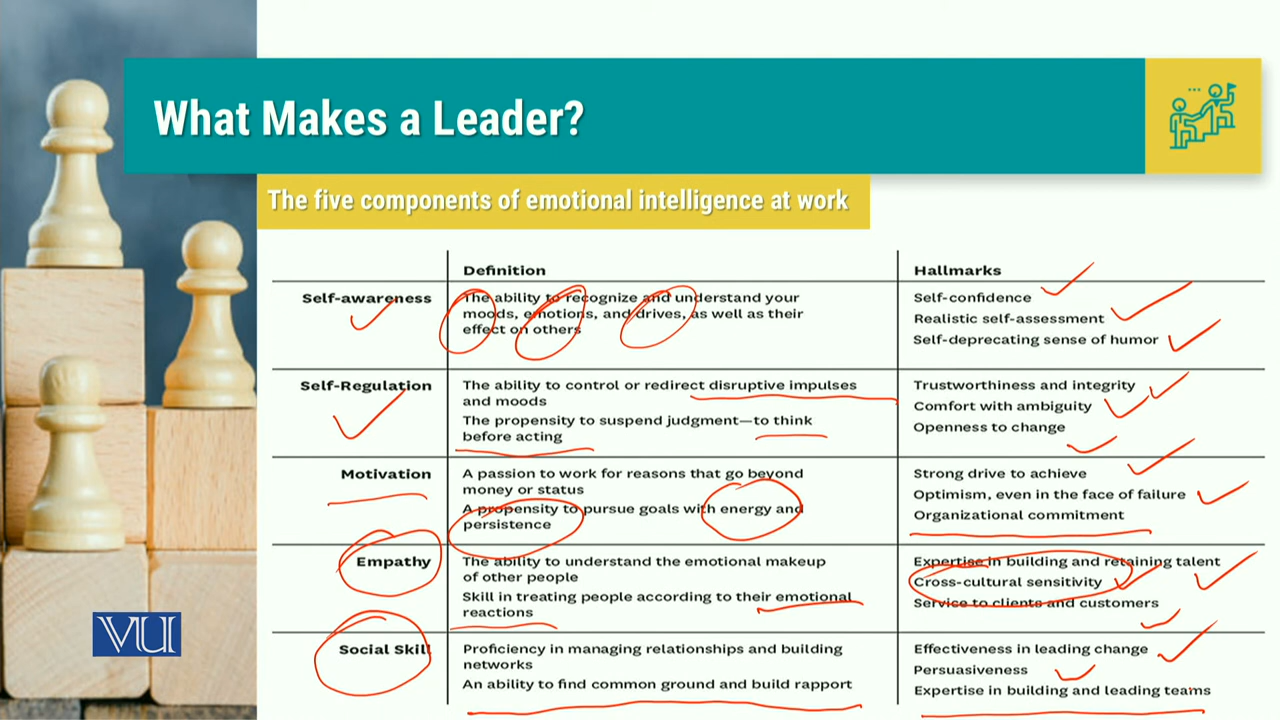 What Makes a Leader?
The five components of emotional intelligence at work
Definition
Hallmarks
Self-awareness
The ability to recognize and understand your
moods, emotions, and drives, as well as their
effect on others
Self-confidence
Realistic self-assessment
Self-deprecating sense of humor
Self-Regulation
The ability to control or redirect disruptive impulses
and moods
The propensity to suspend judgment—to think
before acting
Trustworthiness and integrity
Comfort with ambiguity
Openness to change
Motivation
A passion to work for reasons that go beyond
money or status
A propensity to pursue goals with energy and
persistence
Strong drive to achieve
Optimism, even in the face of failure
Organizational commitment
Empathy
The ability to understand the emotional makeup
of other people
Skill in treating people according to their emotional
reactions
Expertise in building and retaining talent
Cross-cultural sensitivity
Service to clients and customers
Social Skill
Proficiency in managing relationships and building
networks
An ability to find common ground and build rapport
Effectiveness in leading change
Persuasiveness
Expertise in building and leading teams
VU